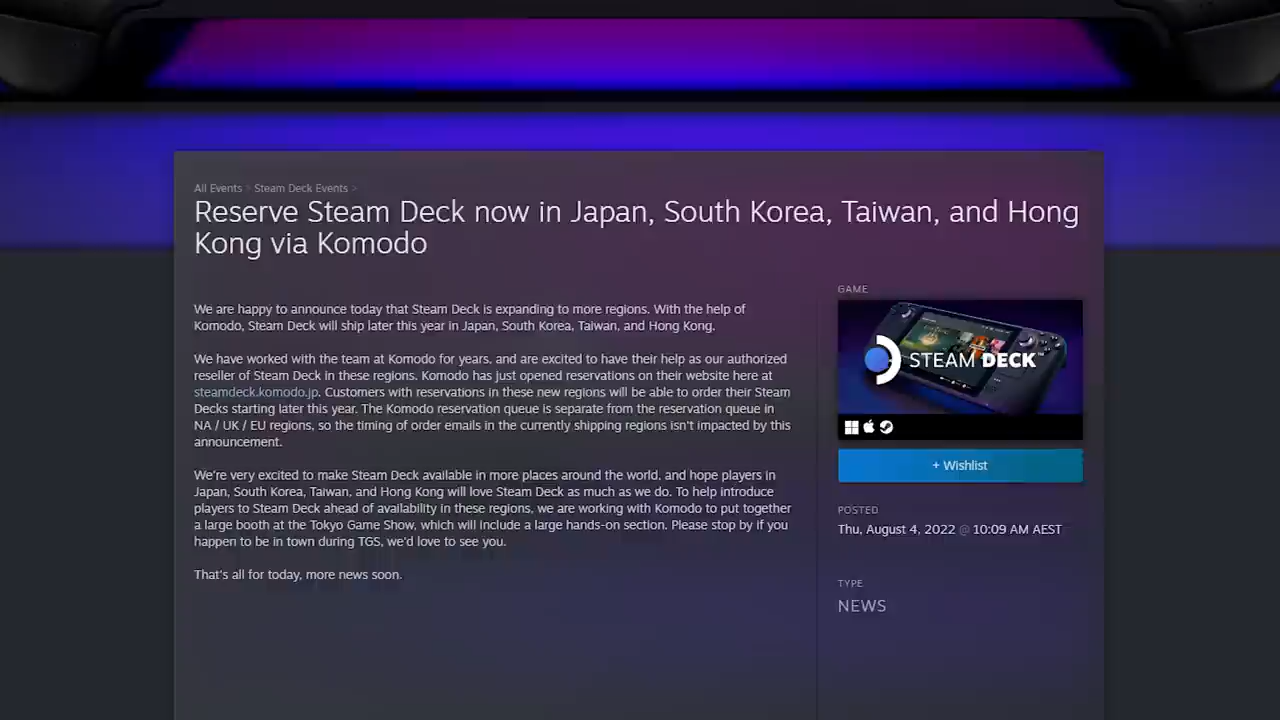 All Events > Steam Deck Events >
Reserve Steam Deck now in Japan, South Korea, Taiwan, and Hong
Kong via Komodo
We are happy to announce today that Steam Deck is expanding to more regions. With the help of
Komodo, Steam Deck will ship later this year in Japan, South Korea, Taiwan, and Hong Kong.
We have worked with the team at Komodo for years, and are excited to have their help as our authorized
reseller of Steam Deck in these regions. Komodo has just opened reservations on their website here at
steamdeck.komodo.jp. Customers with reservations in these new regions will be able to order their Steam
Decks starting later this year. The Komodo reservation queue is separate from the reservation queue in
NA / UK / EU regions, so the timing of order emails in the currently shipping regions isn't impacted by this
announcement.
We're very excited to make Steam Deck available in more places around the world, and hope players in
Japan, South Korea, Taiwan, and Hong Kong will love Steam Deck as much as we do. To help introduce
players to Steam Deck ahead of availability in these regions, we are working with Komodo to put together
a large booth at the Tokyo Game Show, which will include a large hands-on section. Please stop by if you
happen to be in town during TGS, we'd love to see you.
That's all for today, more news soon.
GAME
STEAM DECK™
+ Wishlist
POSTED
Thu, August 4, 2022 @ 10:09 AM AEST
TYPE
NEWS